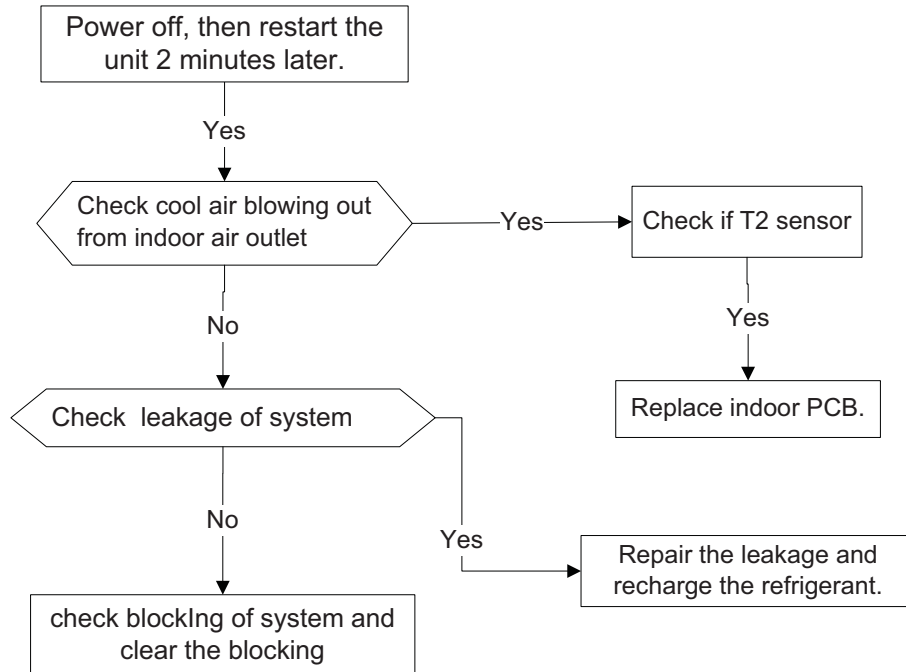 Power off, then restart the
unit 2 minutes later.
Yes
Check cool air blowing out
from indoor air outlet
Yes
Check if T2 sensor
No
Yes
Replace indoor PCB.
Check leakage of system
No
Yes
Repair the leakage and
recharge the refrigerant.
check blockIng of system and
clear the blocking